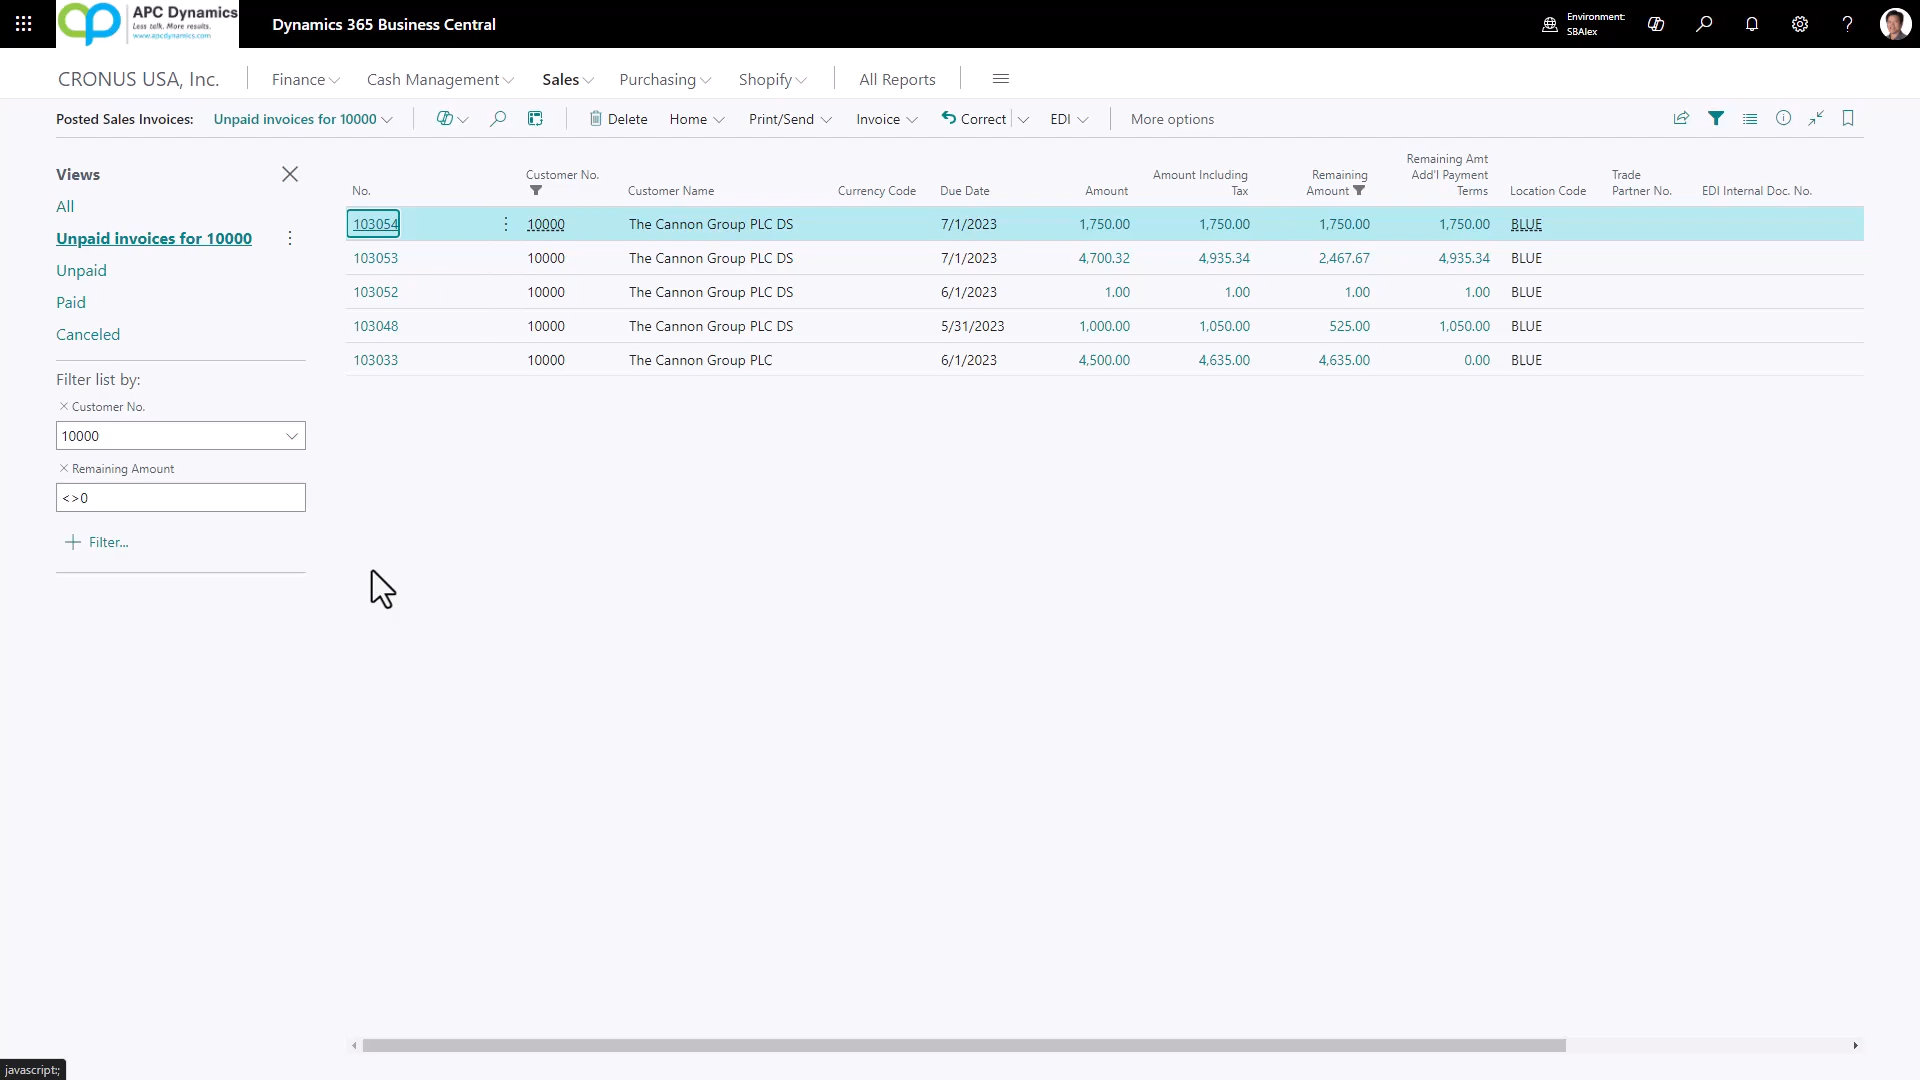 APC Dynamics
Less talk. More results.
www.apcdynamics.com
Dynamics 365 Business Central
Environment:
SBAlex
CRONUS USA, Inc.
Finance
Cash Management
Sales
Purchasing
Shopify
All Reports
Posted Sales Invoices:
Unpaid invoices for 10000
Delete
Home
Print/Send
Invoice
Correct
EDI
More options
Views
All
Unpaid invoices for 10000
Unpaid
Paid
Canceled
Filter list by:
Customer No.
10000
Remaining Amount
<>0
Filter...
No.
Customer No.
Customer Name
Currency Code
Due Date
Amount
Amount Including
Tax
Remaining
Amount
Remaining Amt
Add'l Payment
Terms
Location Code
Trade
Partner No.
EDI Internal Doc. No.
103054 10000 The Cannon Group PLC DS 7/1/2023 1,750.00 1,750.00 1,750.00 1,750.00 BLUE
103053 10000 The Cannon Group PLC DS 7/1/2023 4,700.32 4,935.34 2,467.67 4,935.34 BLUE
103052 10000 The Cannon Group PLC DS 6/1/2023 1.00 1.00 1.00 1.00 BLUE
103048 10000 The Cannon Group PLC DS 5/31/2023 1,000.00 1,050.00 525.00 1,050.00 BLUE
103033 10000 The Cannon Group PLC 6/1/2023 4,500.00 4,635.00 4,635.00 0.00 BLUE
javascript:;